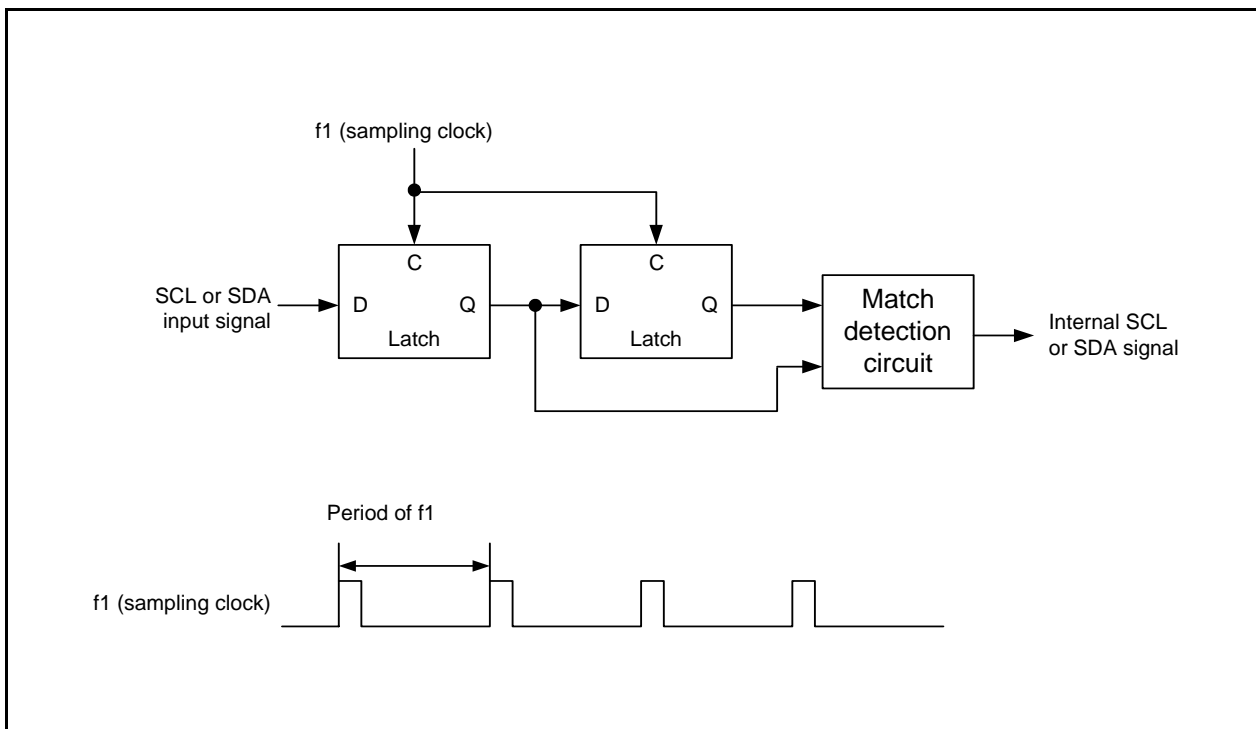 f1 (sampling clock)
C
C
SCL or SDA
input signal
D
Q
D
Q
Latch
Latch
Match
detection
circuit
Internal SCL
or SDA signal
Period of f1
f1 (sampling clock)